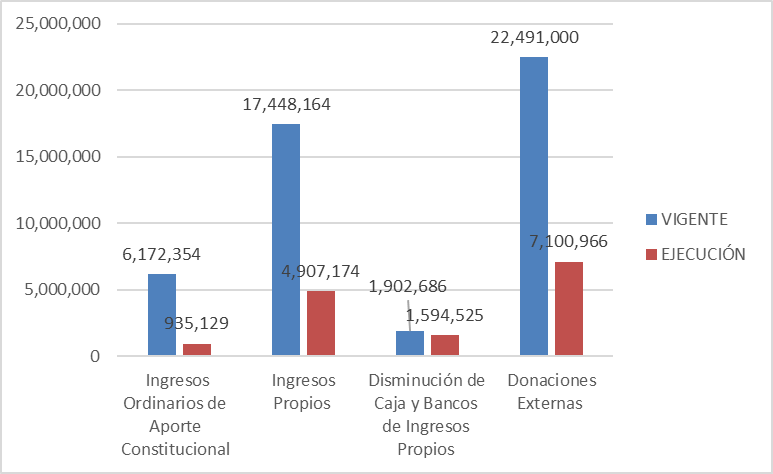 25,000,000
20,000,000
15,000,000
10,000,000
5,000,000
0
6,172,354
935,129
17,448,164
4,907,174
1,902,686
1,594,525
22,491,000
7,100,966
Ingresos
Ordinarios de
Aporte
Constitucional
Ingresos
Propios
Disminución de
Caja y Bancos
de Ingresos
Propios
Donaciones
Externas
VIGENTE
EJECUCIÓN